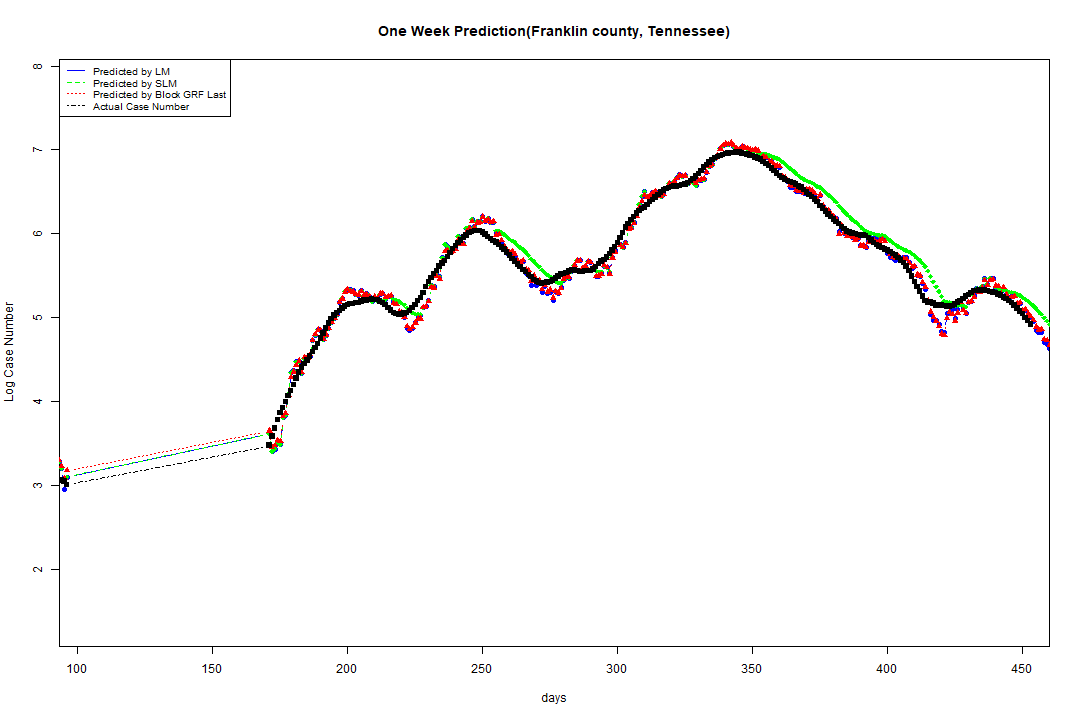 One Week Prediction(Franklin county, Tennessee)
Predicted by LM
Predicted by SLM
Predicted by Block GRF Last
Actual Case Number
8
7
6
5
4
3
2
Log Case Number
100 150 200 250 300 350 400 450
days